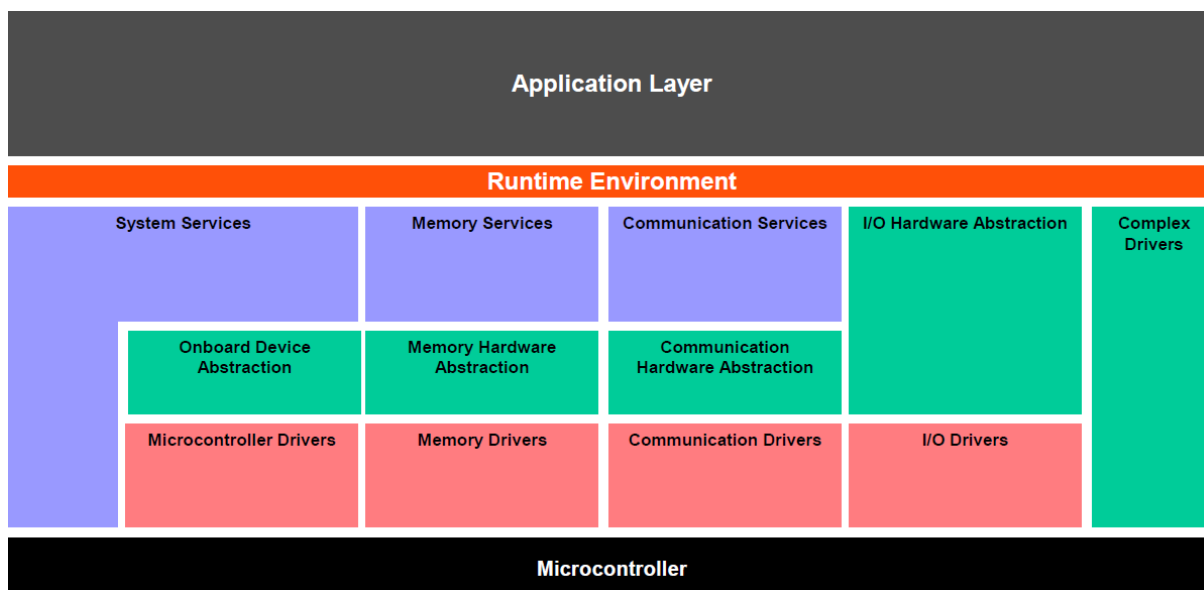 Application Layer
Runtime Environment
System Services
Memory Services
Communication Services
I/O Hardware Abstraction
Complex
Drivers
Onboard Device
Abstraction
Memory Hardware
Abstraction
Communication
Hardware Abstraction
Microcontroller Drivers
Memory Drivers
Communication Drivers
I/O Drivers
Microcontroller